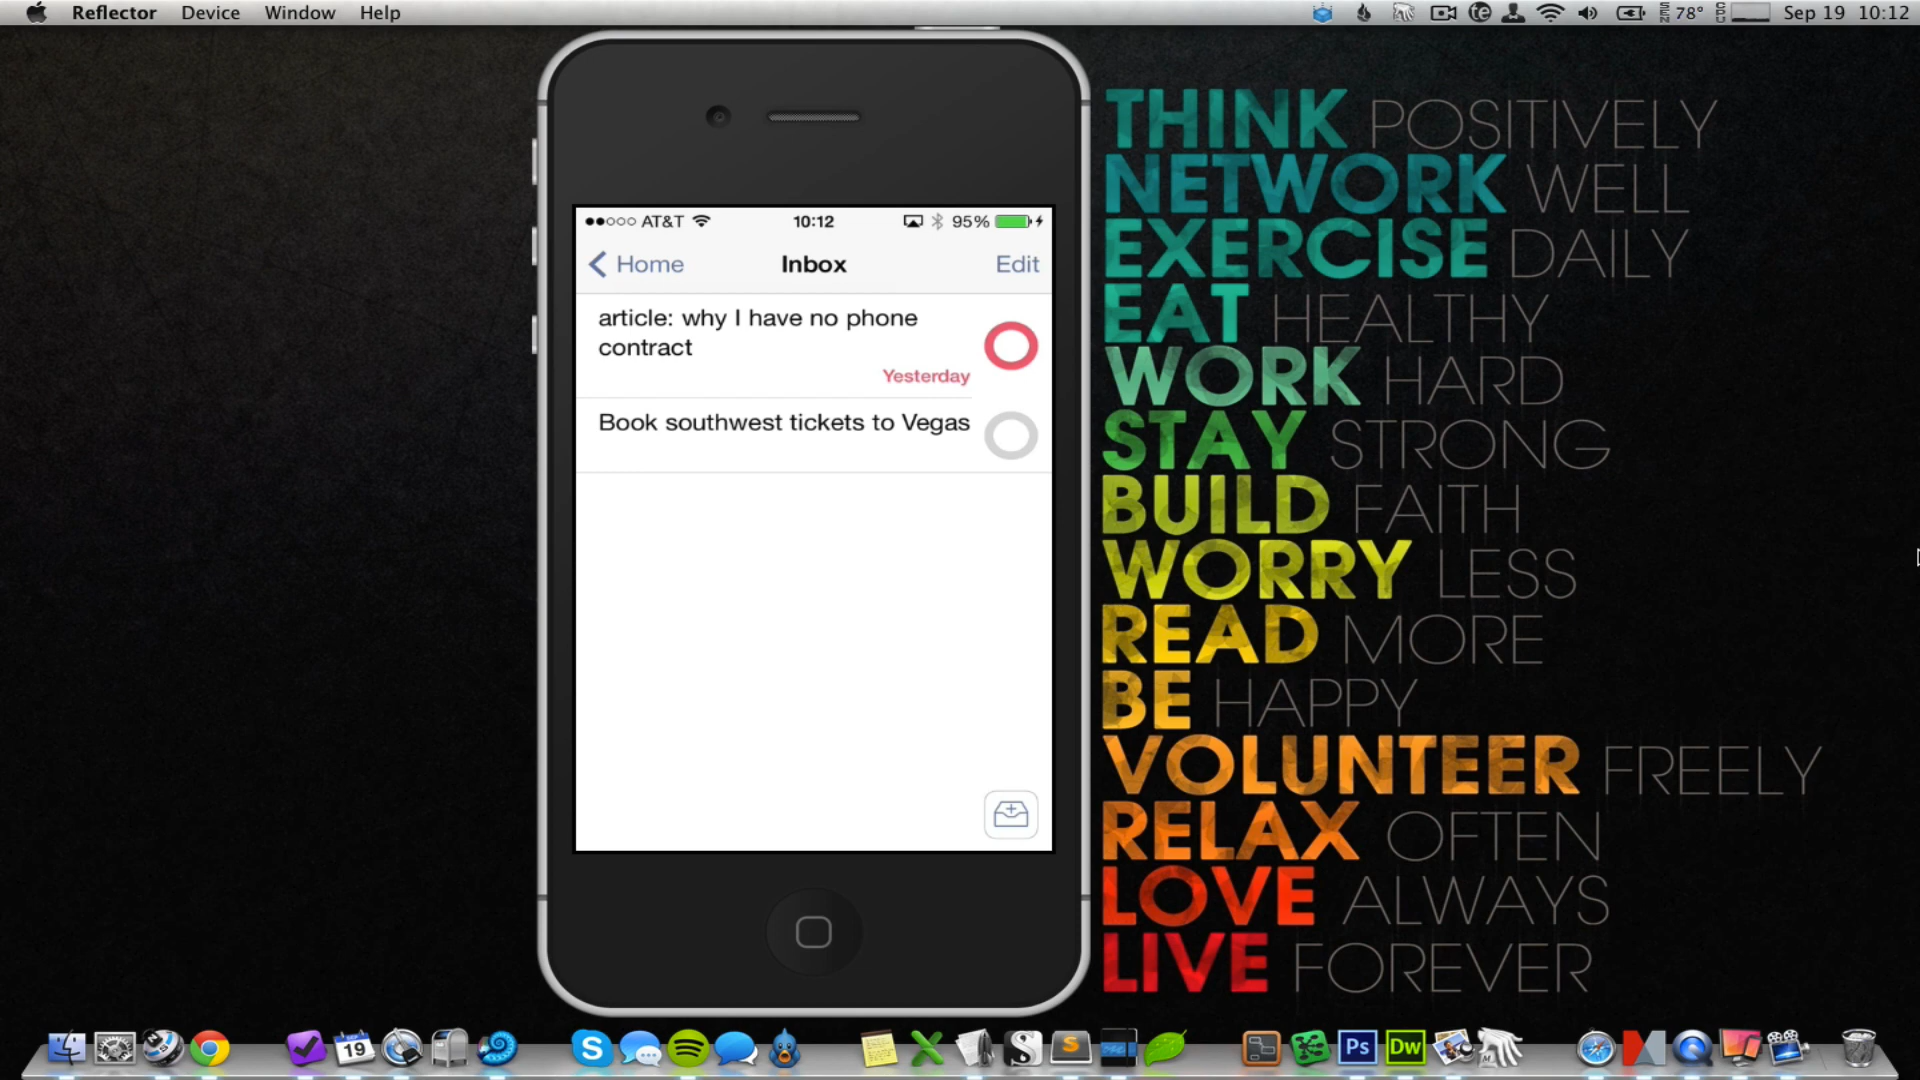 Reflector Device Window Help
78° Sep 19 10:12
AT&T 10:12 95%
Home Inbox Edit
article: why I have no phone
contract
Yesterday
Book southwest tickets to Vegas
THINK POSITIVELY
NETWORK WELL
EXERCISE DAILY
EAT HEALTHY
WORK HARD
STAY STRONG
BUILD FAITH
WORRY LESS
READ MORE
BE HAPPY
VOLUNTEER FREELY
RELAX OFTEN
LOVE ALWAYS
LIVE FOREVER
19 S S S Ps Dw